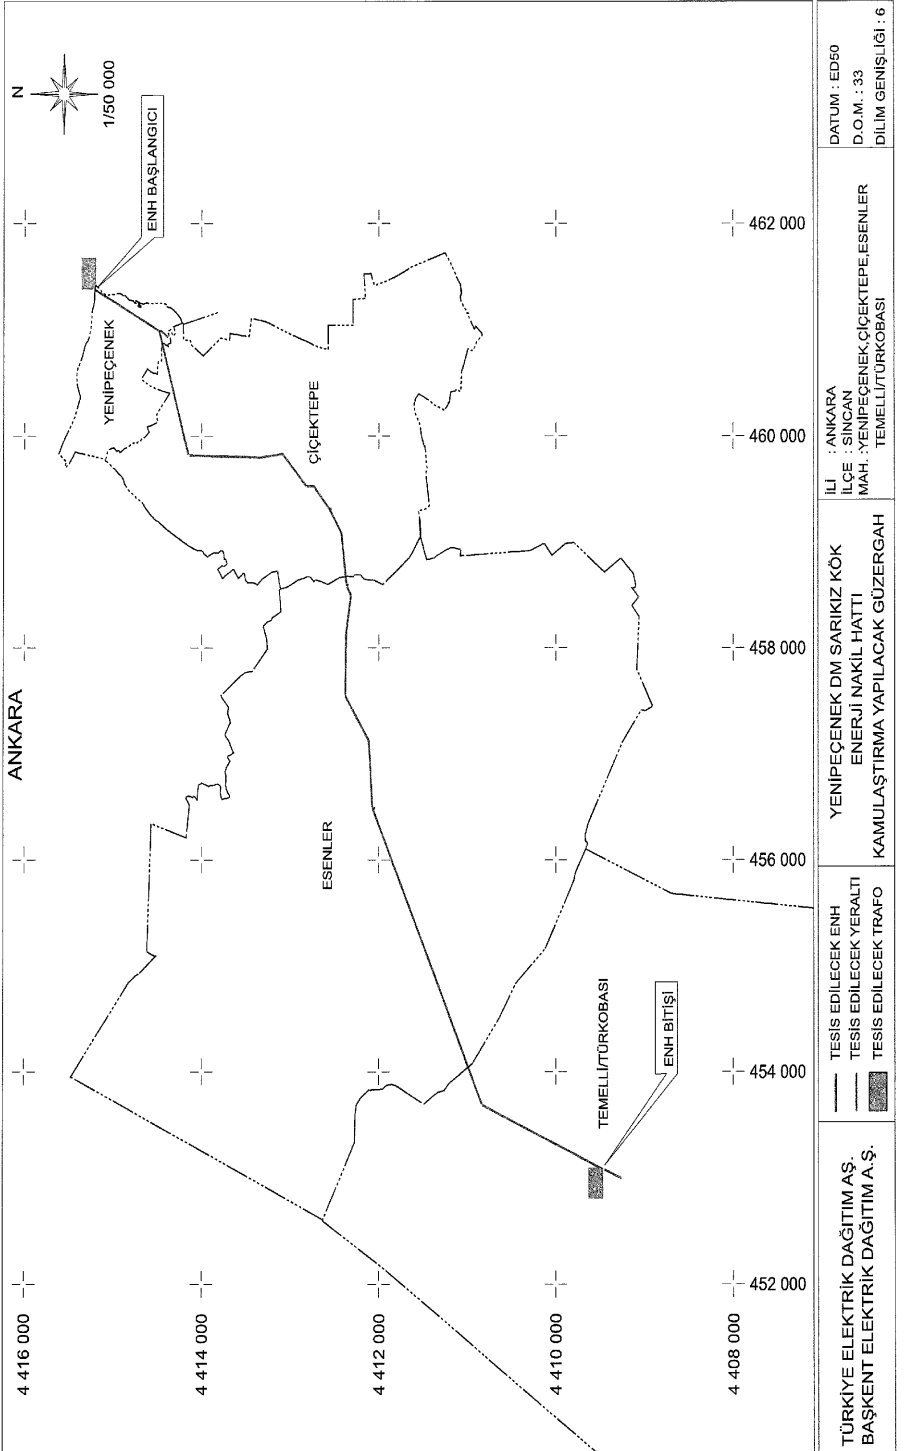 ANKARA
N
1/50 000
ENH BAŞLANGICI
YENİPEÇENEK
ÇİÇEKTEPE
ESENLER
TEMELLİ/TÜRKOBASI
ENH BİTİŞİ
4 416 000
4 414 000
4 412 000
4 410 000
4 408 000
452 000
454 000
456 000
458 000
460 000
462 000
TÜRKİYE ELEKTRİK DAĞITIM AŞ.
BAŞKENT ELEKTRİK DAĞITIM A.Ş.
TESİS EDİLECEK ENH
TESİS EDİLECEK YERALTI
TESİS EDİLECEK TRAFO
YENİPEÇENEK DM SARIKIZ KÖK
ENERJİ NAKİL HATTI
KAMULAŞTIRMA YAPILACAK GÜZERGAH
İLİ : ANKARA
İLÇE : SİNCAN
MAH. :YENİPEÇENEK,ÇİÇEKTEPE,ESENLER
TEMELLİ/TÜRKOBASI
DATUM : ED50
D.O.M. : 33
DİLİM GENİŞLİĞİ : 6